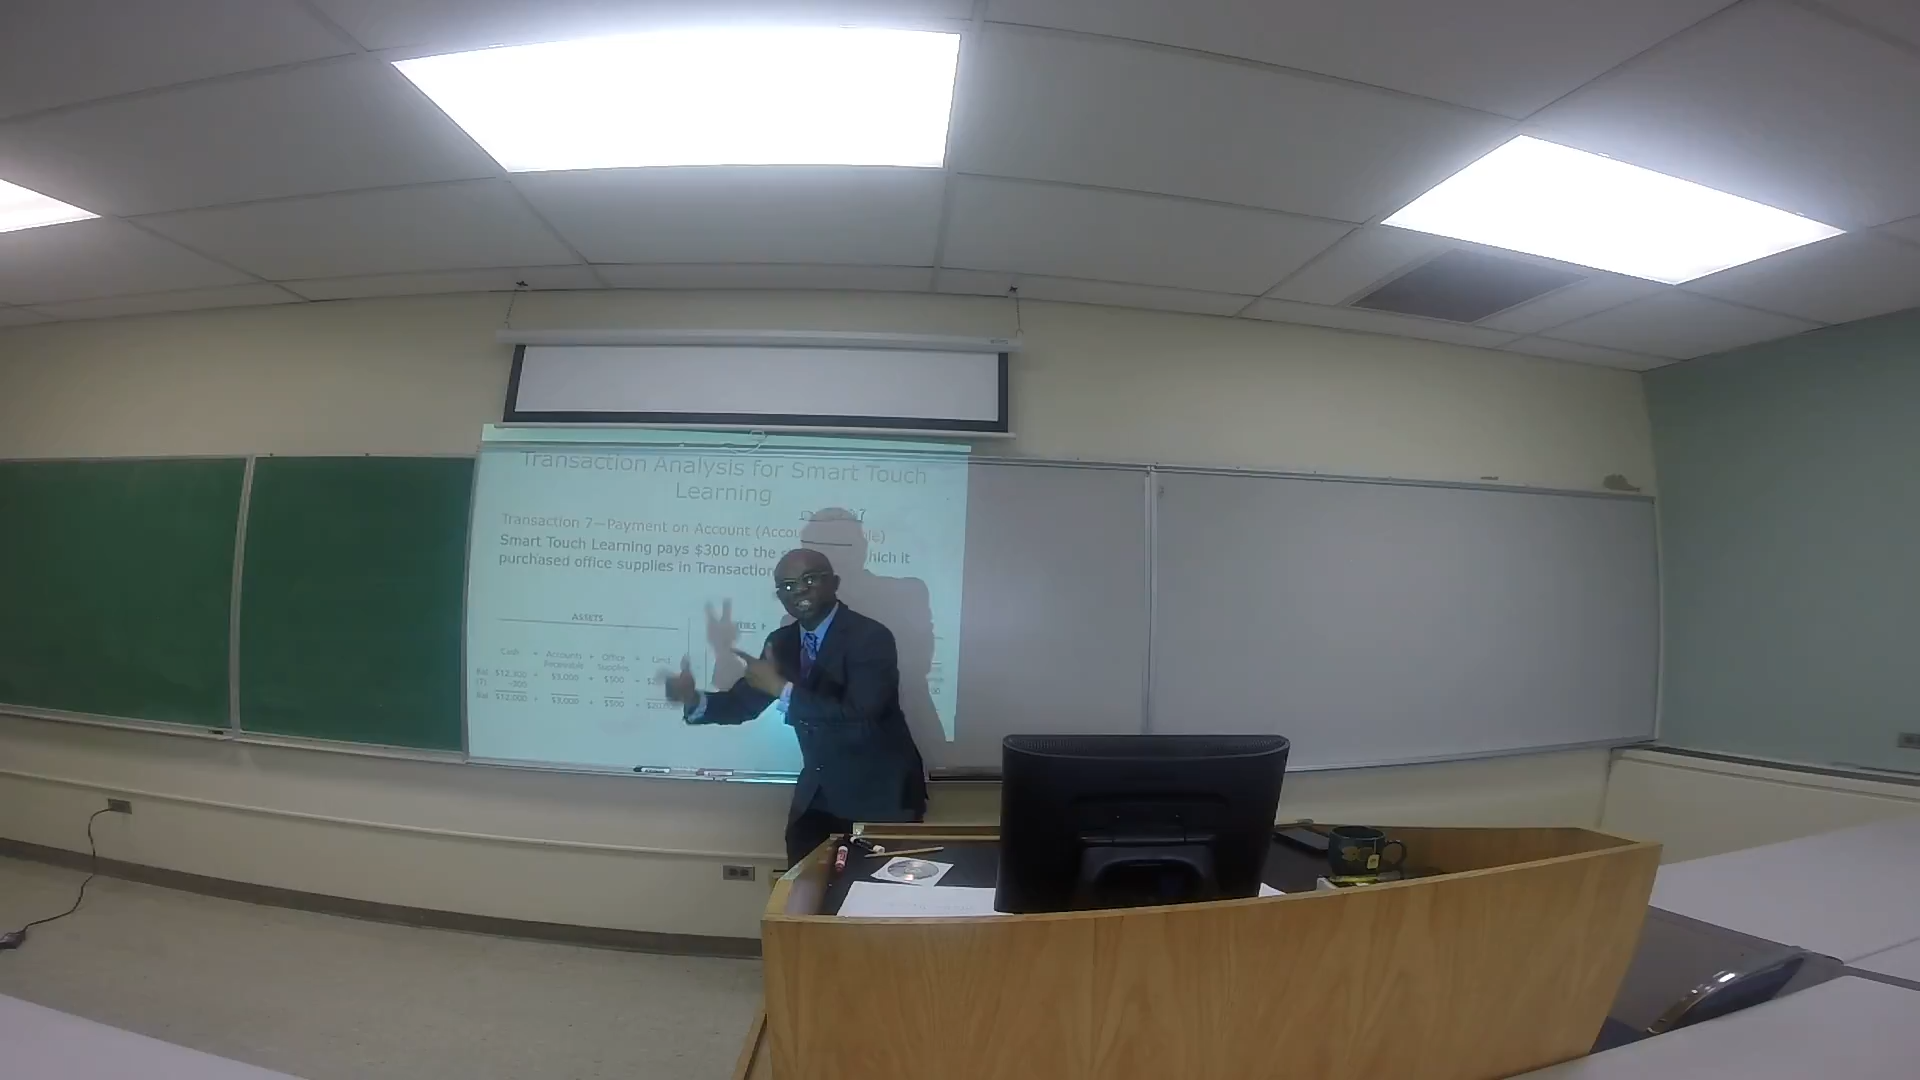 Transaction Analysis for Smart Touch
Learning
Transaction 7—Payment on Account
Smart Touch Learning pays $300 to the
hich it
purchased office supplies in Transaction
ASSETS
Cash + Accounts Receivable + Office Supplies + Land
Bal $12,300 + $3,000 + $500 +
(7) -300
Bal $12,000 + $3,000 + $500 +